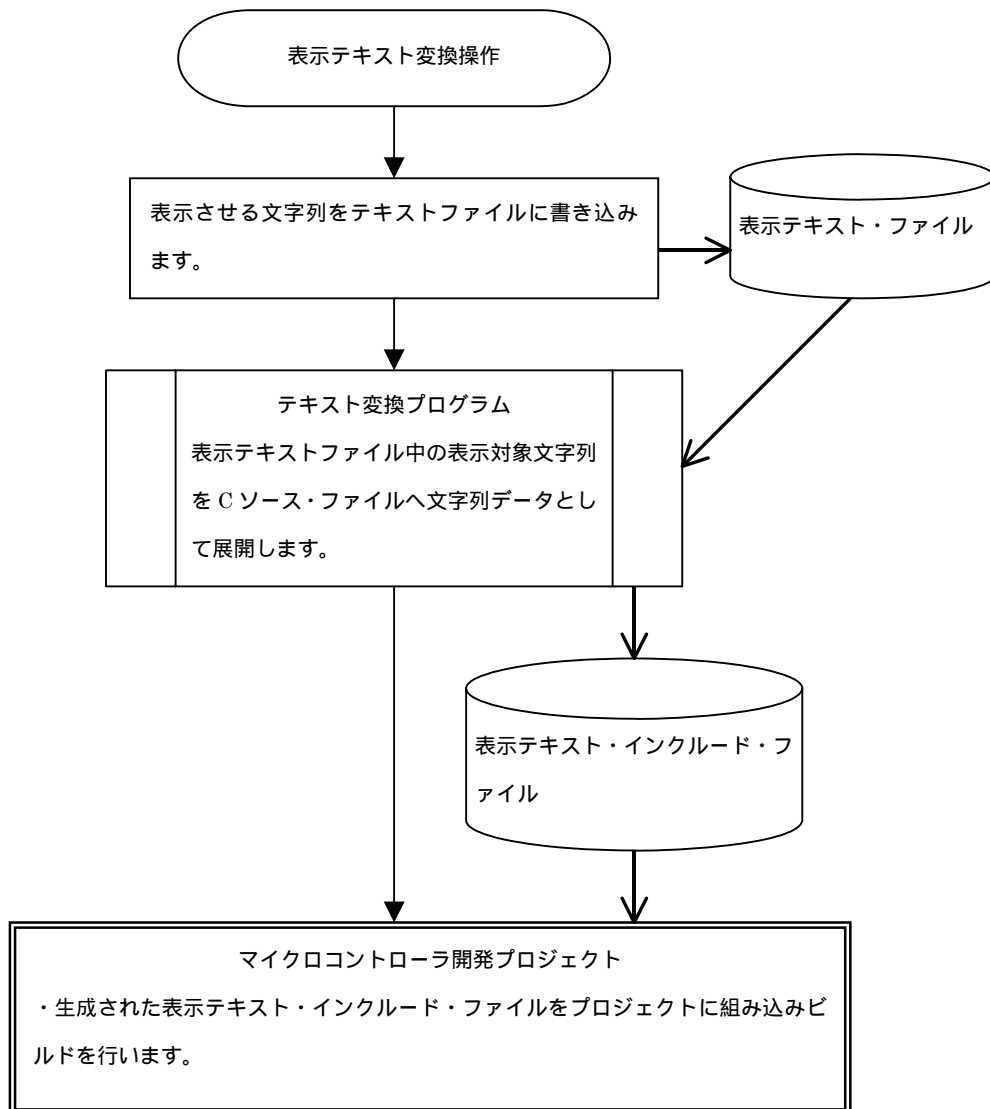 表示テキスト変換操作
表示させる文字列をテキストファイルに書き込み
ます。
表示テキスト・ファイル
テキスト変換プログラム
表示テキストファイル中の表示対象文字列
を C ソース・ファイルへ文字列データとし
て展開します。
表示テキスト・インクルード・フ
ァイル
マイクロコントローラ開発プロジェクト
・生成された表示テキスト・インクルード・ファイルをプロジェクトに組み込みビ
ルドを行います。